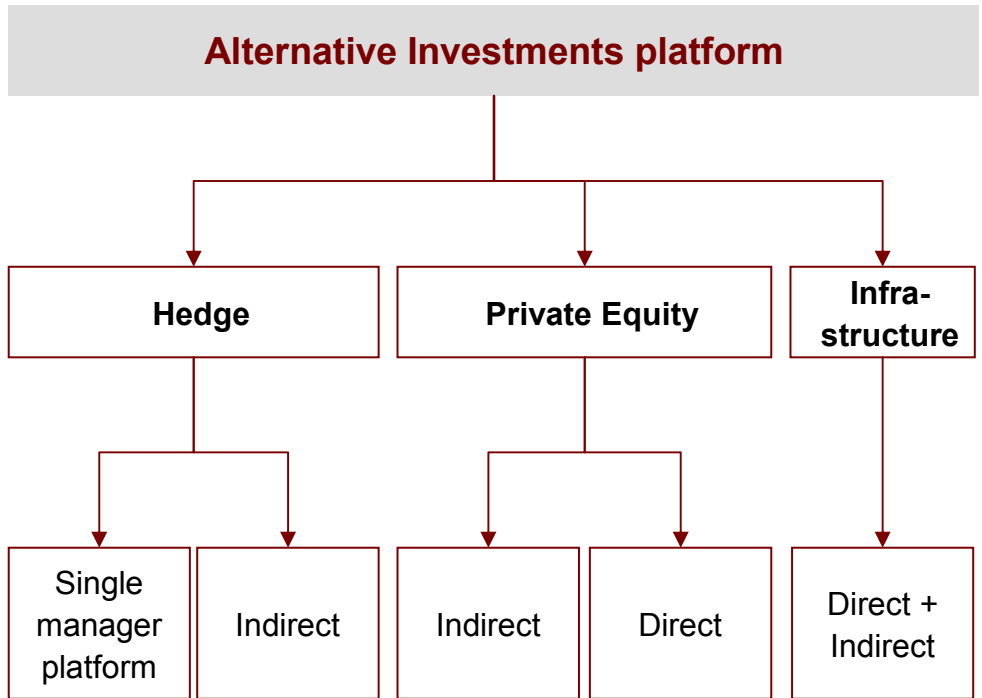 Alternative Investments platform
Hedge
Private Equity
Infra-
structure
Single
manager
platform
Indirect
Indirect
Direct
Direct +
Indirect